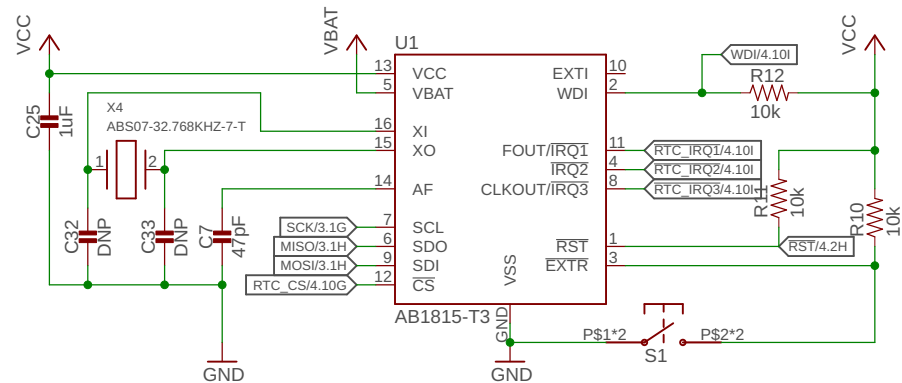 VCC
VBAT
VCC
U1
WDI/4.10I
13
VCC
EXTI
10
R12
5
VBAT
WDI
2
10k
C25
1uF
X4
ABS07-32.768KHZ-7-T
16
XI
1
2
15
XO
FOUT/IRQ1
11
RTC_IRQ1/4.10I
IRQ2
4
RTC_IRQ2/4.10I
14
AF
CLKOUT/IRQ3
8
RTC_IRQ3/4.10I
R11
10k
R10
10k
C32
DNP
C33
DNP
C7
47pF
SCK/3.1G
7
SCL
MISO/3.1H
6
SDO
RST
1
RST/4.2H
MOSI/3.1H
9
SDI
EXTR
3
RTC_CS/4.10G
12
CS
VSS
AB1815-T3
GND
P$1*2
P$2*2
S1
GND
GND